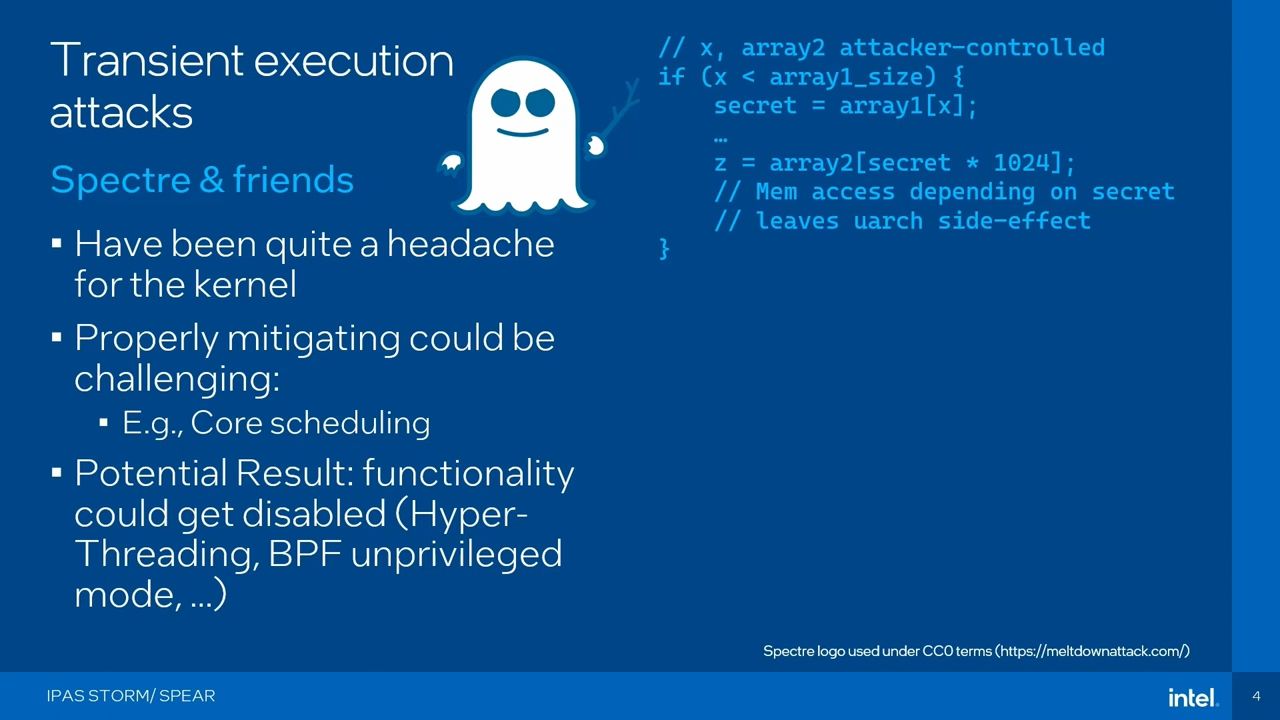 Transient execution
attacks
Spectre & friends
▪ Have been quite a headache
for the kernel
▪ Properly mitigating could be
challenging:
▪ E.g., Core scheduling
▪ Potential Result: functionality
could get disabled (Hyper-
Threading, BPF unprivileged
mode, ...)
// x, array2 attacker-controlled
if (x < array1_size) {
    secret = array1[x];
    …
    z = array2[secret * 1024];
    // Mem access depending on secret
    // leaves uarch side-effect
}
Spectre logo used under CC0 terms (https://meltdownattack.com/)
IPAS STORM/ SPEAR
intel.
4